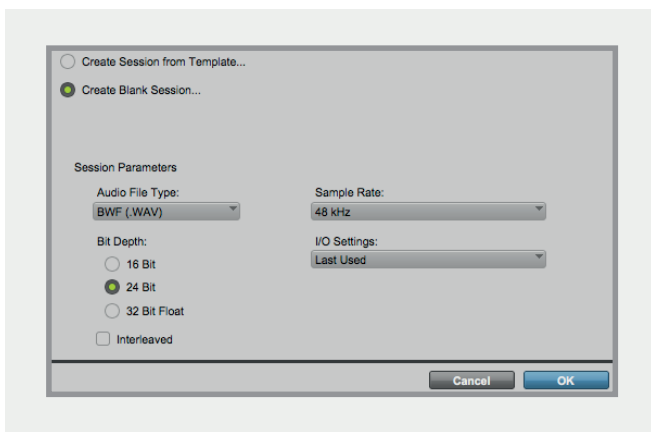 Create Session from Template...
Create Blank Session...
Session Parameters
Audio File Type:
Sample Rate:
BWF (.WAV)
48 kHz
Bit Depth:
I/O Settings:
16 Bit
Last Used
24 Bit
32 Bit Float
Interleaved
Cancel
OK